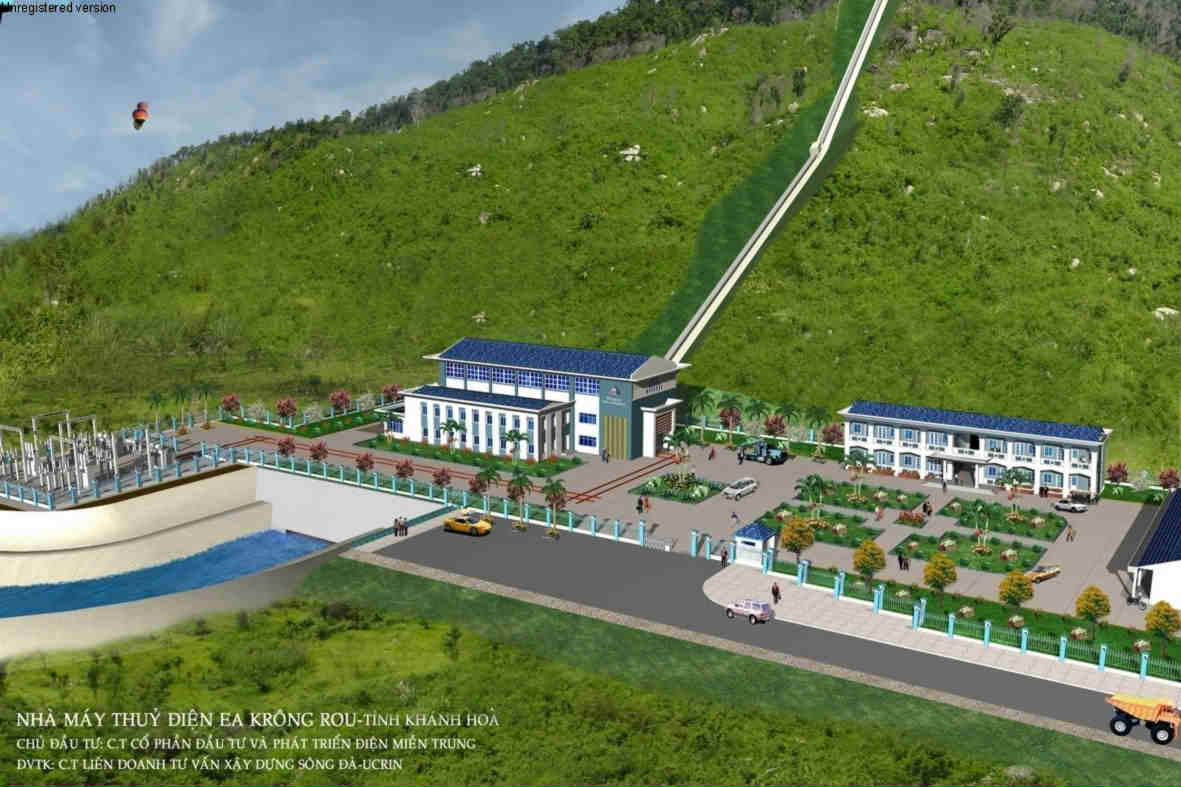 Unregistered version
NHÀ MÁY THUỶ ĐIỆN EA KRÔNG ROU-TỈNH KHÁNH HOÀ
CHỦ ĐẦU TƯ: C.T CỔ PHẦN ĐẦU TƯ VÀ PHÁT TRIỂN ĐIỆN MIỀN TRUNG
ĐVTK: C.T LIÊN DOANH TƯ VẤN XÂY DỰNG SÔNG ĐÀ-UCRIN